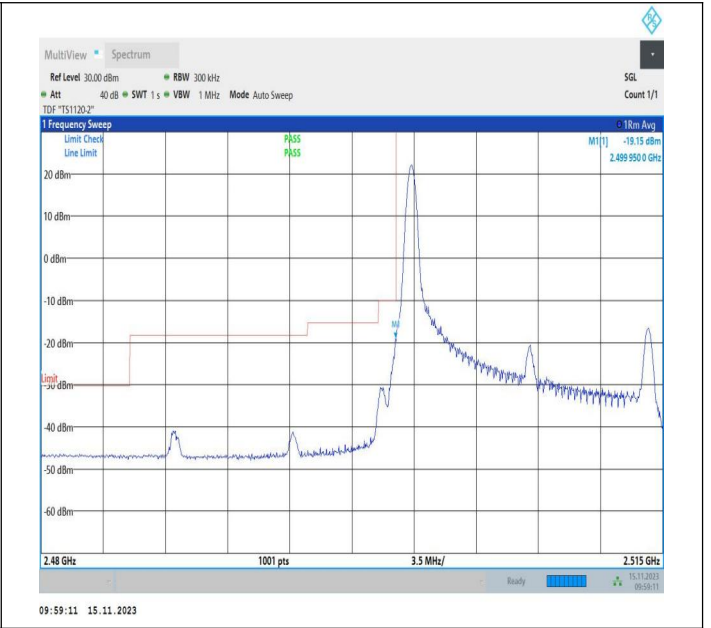 R&S
MultiView Spectrum
Ref Level 30.00 dBm RBW 300 kHz SGL
Att 40 dB SWT 1 s VBW 1 MHz Mode Auto Sweep Count 1/1
TDF "TS1120-2"
1 Frequency Sweep 1Rm Avg
Limit Check PASS M1[1] -19.15 dBm
Line Limit PASS 2.499 950 0 GHz
20 dBm
10 dBm
0 dBm
-10 dBm
M1
-20 dBm
Limit
-30 dBm
-40 dBm
-50 dBm
-60 dBm
2.48 GHz 1001 pts 3.5 MHz/ 2.515 GHz
Ready 15.11.2023
09:59:11
09:59:11 15.11.2023